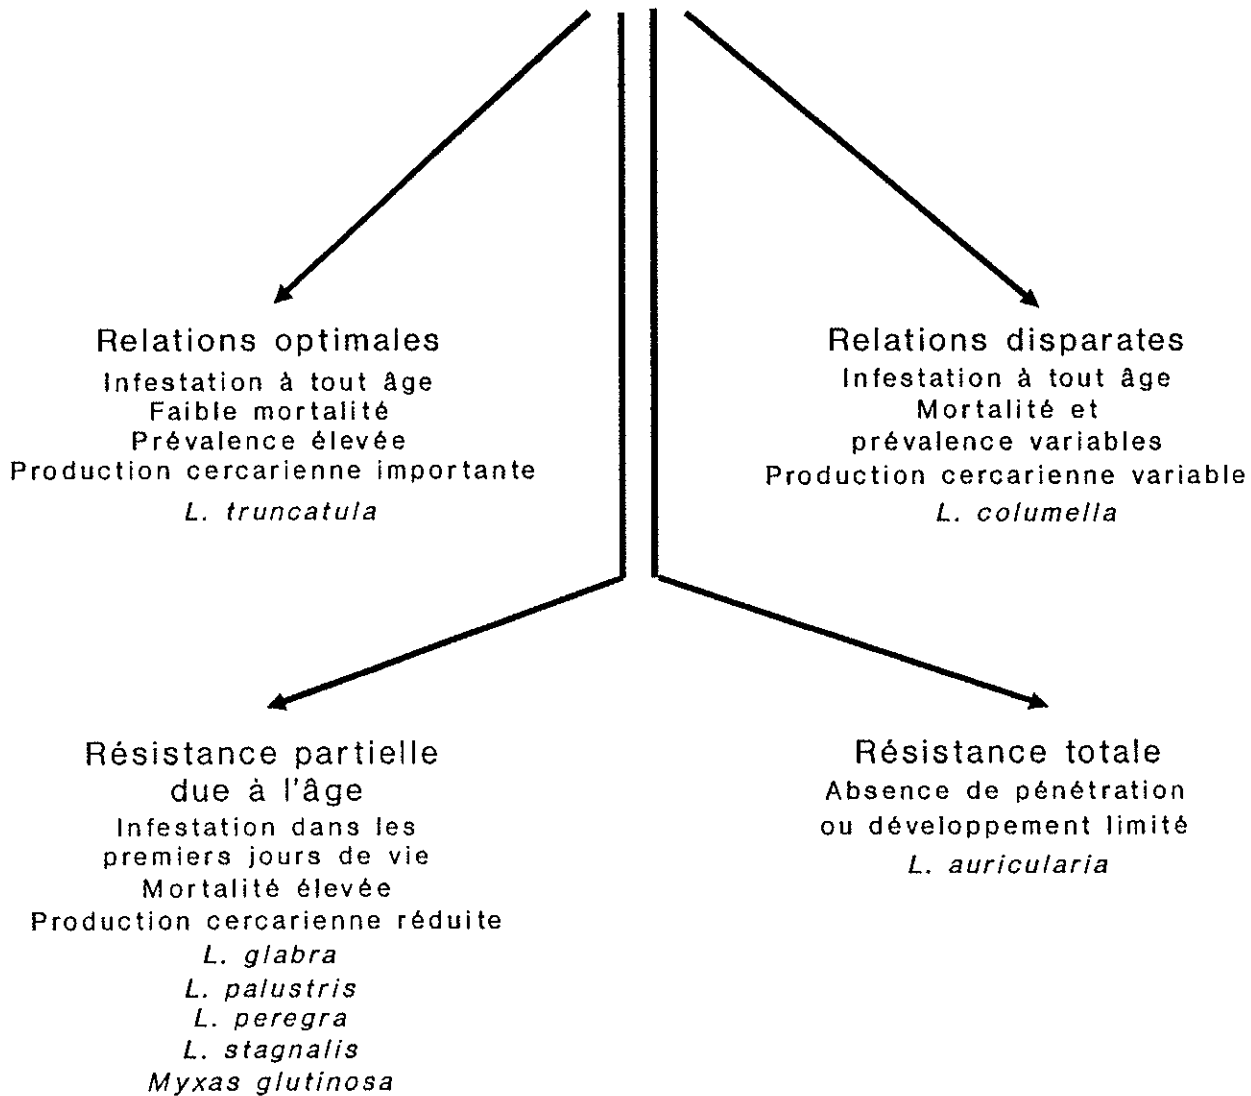 Relations optimales
Infestation à tout âge
Faible mortalité
Prévalence élevée
Production cercarienne importante
L. truncatula
Relations disparates
Infestation à tout âge
Mortalité et
prévalence variables
Production cercarienne variable
L. columella
Résistance partielle
due à l'âge
Infestation dans les
premiers jours de vie
Mortalité élevée
Production cercarienne réduite
L. glabra
L. palustris
L. peregra
L. stagnalis
Myxas glutinosa
Résistance totale
Absence de pénétration
ou développement limité
L. auricularia